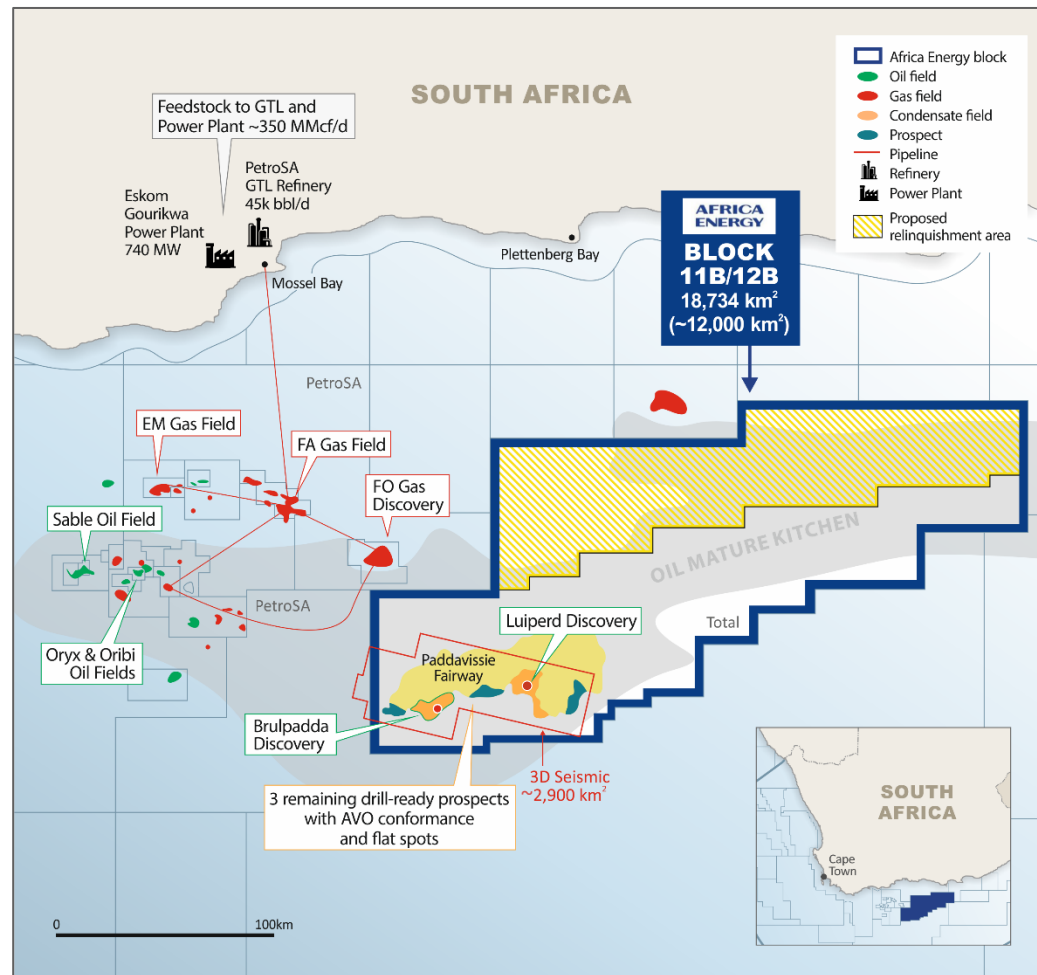 SOUTH AFRICA
Feedstock to GTL and
Power Plant ~350 MMcf/d
PetroSA
GTL Refinery
45k bbl/d
Eskom
Gourikwa
Power Plant
740 MW
Mossel Bay
Plettenberg Bay
AFRICA
ENERGY
BLOCK
11B/12B
18,734 km²
(~12,000 km²)
Africa Energy block
Oil field
Gas field
Condensate field
Prospect
Pipeline
Refinery
Power Plant
Proposed
relinquishment area
PetroSA
EM Gas Field
FA Gas Field
FO Gas
Discovery
Sable Oil Field
OIL MATURE KITCHEN
PetroSA
Total
Luiperd Discovery
Paddavissie
Fairway
Oryx & Oribi
Oil Fields
Brulpadda
Discovery
3D Seismic
~2,900 km²
3 remaining drill-ready prospects
with AVO conformance
and flat spots
SOUTH
AFRICA
Cape
Town
0 100km